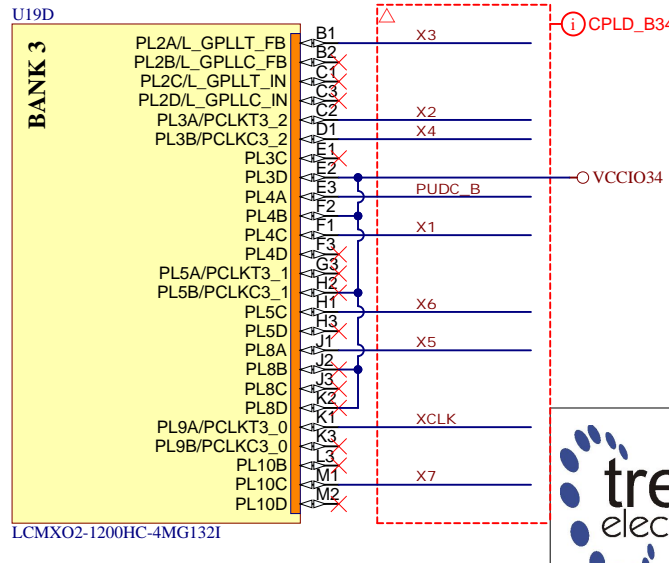 U19D
CPLD_B34
BANK 3
PL2A/L_GPLLT_FB B1 X3
PL2B/L_GPLLC_FB B2
PL2C/L_GPLLT_IN C1
PL2D/L_GPLLC_IN C3
PL3A/PCLKT3_2 C2 X2
PL3B/PCLKC3_2 D1 X4
PL3C E1
PL3D E2 VCCIO34
PL4A E3 PUDC_B
PL4B F2
PL4C F1 X1
PL4D F3
PL5A/PCLKT3_1 G3
PL5B/PCLKC3_1 H2
PL5C H1 X6
PL5D H3
PL8A J1 X5
PL8B J2
PL8C J3
PL8D K2
PL9A/PCLKT3_0 K1 XCLK
PL9B/PCLKC3_0 K3
PL10B L3
PL10C M1 X7
PL10D M2
LCMXO2-1200HC-4MG132I
tre
elec